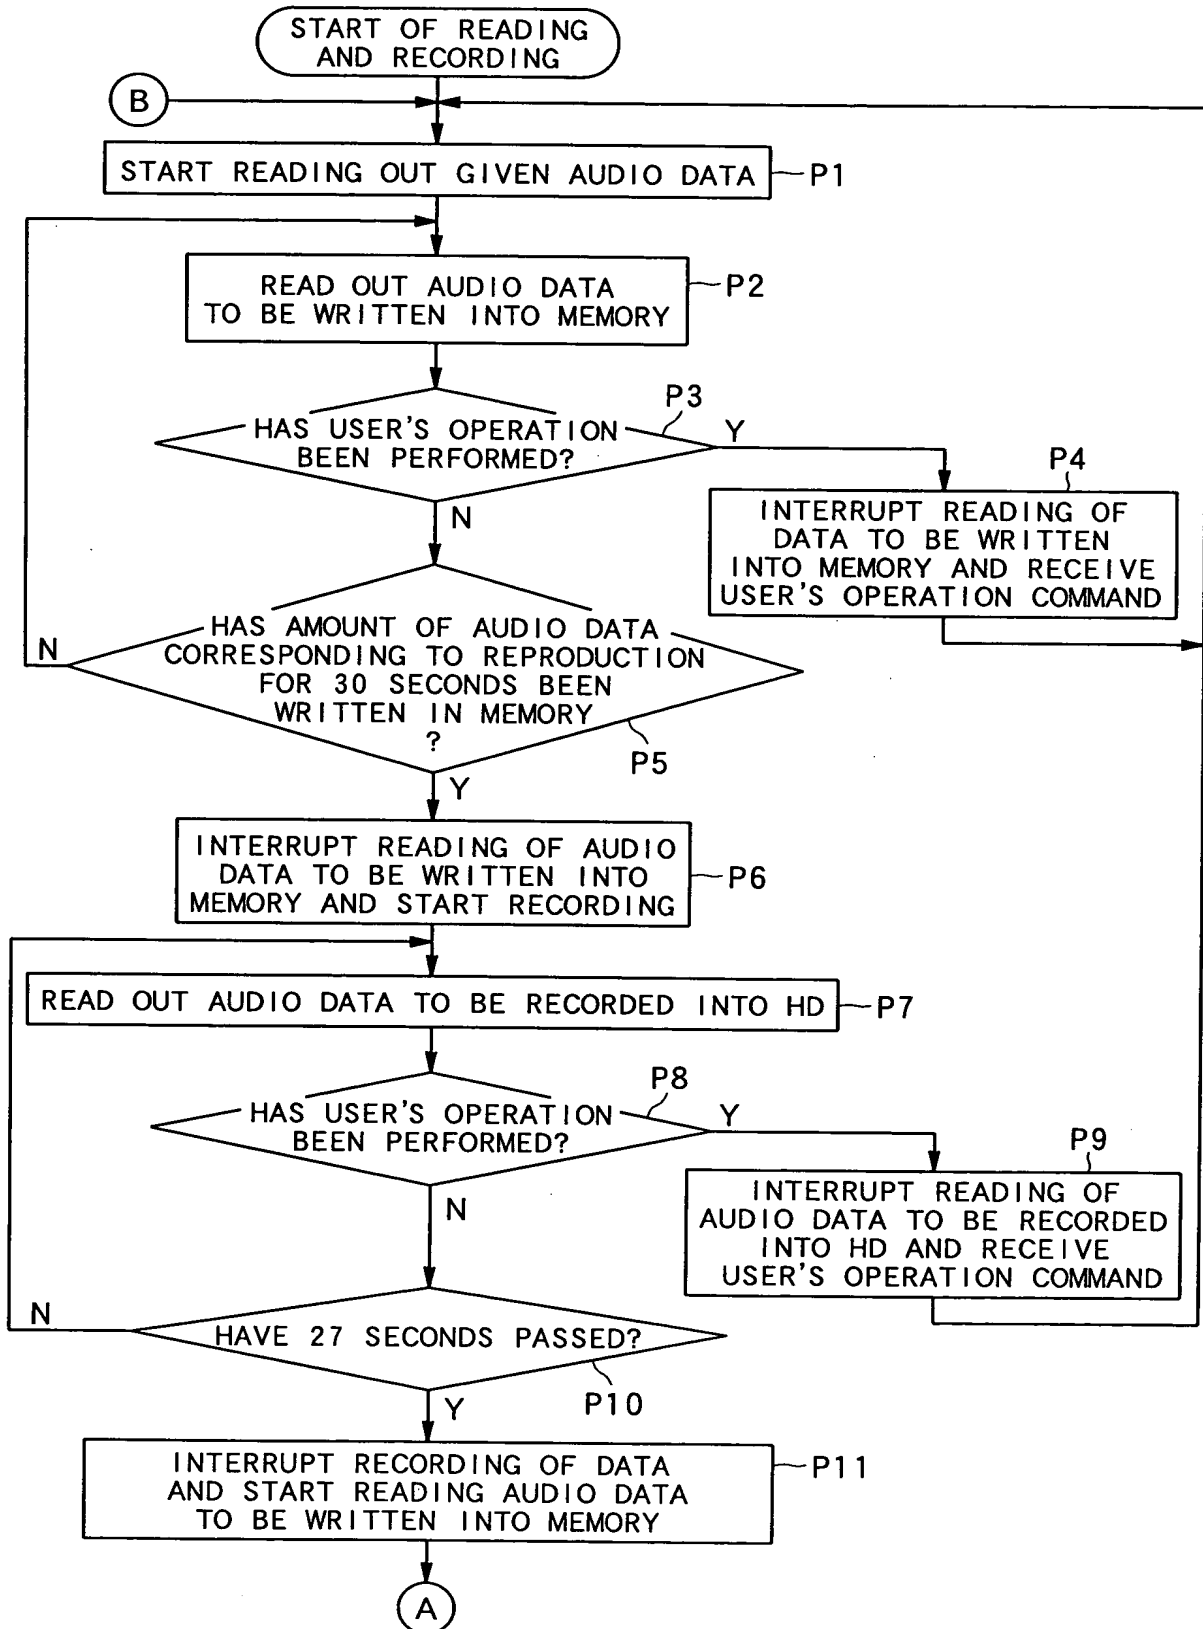 START OF READING
AND RECORDING
B
START READING OUT GIVEN AUDIO DATA
P1
READ OUT AUDIO DATA
TO BE WRITTEN INTO MEMORY
P2
P3
HAS USER'S OPERATION
BEEN PERFORMED?
Y
N
P4
INTERRUPT READING OF
DATA TO BE WRITTEN
INTO MEMORY AND RECEIVE
USER'S OPERATION COMMAND
HAS AMOUNT OF AUDIO DATA
CORRESPONDING TO REPRODUCTION
FOR 30 SECONDS BEEN
WRITTEN IN MEMORY
?
N
P5
Y
INTERRUPT READING OF AUDIO
DATA TO BE WRITTEN INTO
MEMORY AND START RECORDING
P6
READ OUT AUDIO DATA TO BE RECORDED INTO HD
P7
P8
HAS USER'S OPERATION
BEEN PERFORMED?
Y
N
P9
INTERRUPT READING OF
AUDIO DATA TO BE RECORDED
INTO HD AND RECEIVE
USER'S OPERATION COMMAND
N
HAVE 27 SECONDS PASSED?
P10
Y
INTERRUPT RECORDING OF DATA
AND START READING AUDIO DATA
TO BE WRITTEN INTO MEMORY
P11
A